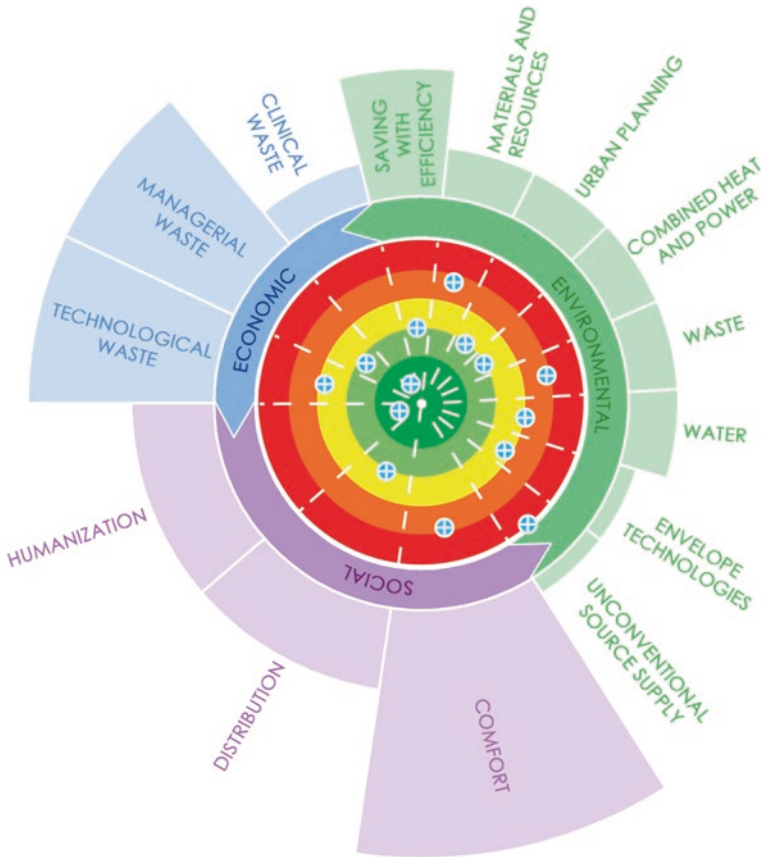 CLINICAL
WASTE
SAVING
WITH
EFFICIENCY
MATERIALS AND
RESOURCES
URBAN PLANNING
COMBINED HEAT
AND POWER
WASTE
WATER
ENVELOPE
TECHNOLOGIES
UNCONVENTIONAL
SOURCE SUPPLY
COMFORT
DISTRIBUTION
HUMANIZATION
TECHNOLOGICAL
WASTE
MANAGERIAL
WASTE
ECONOMIC
ENVIRONMENTAL
SOCIAL